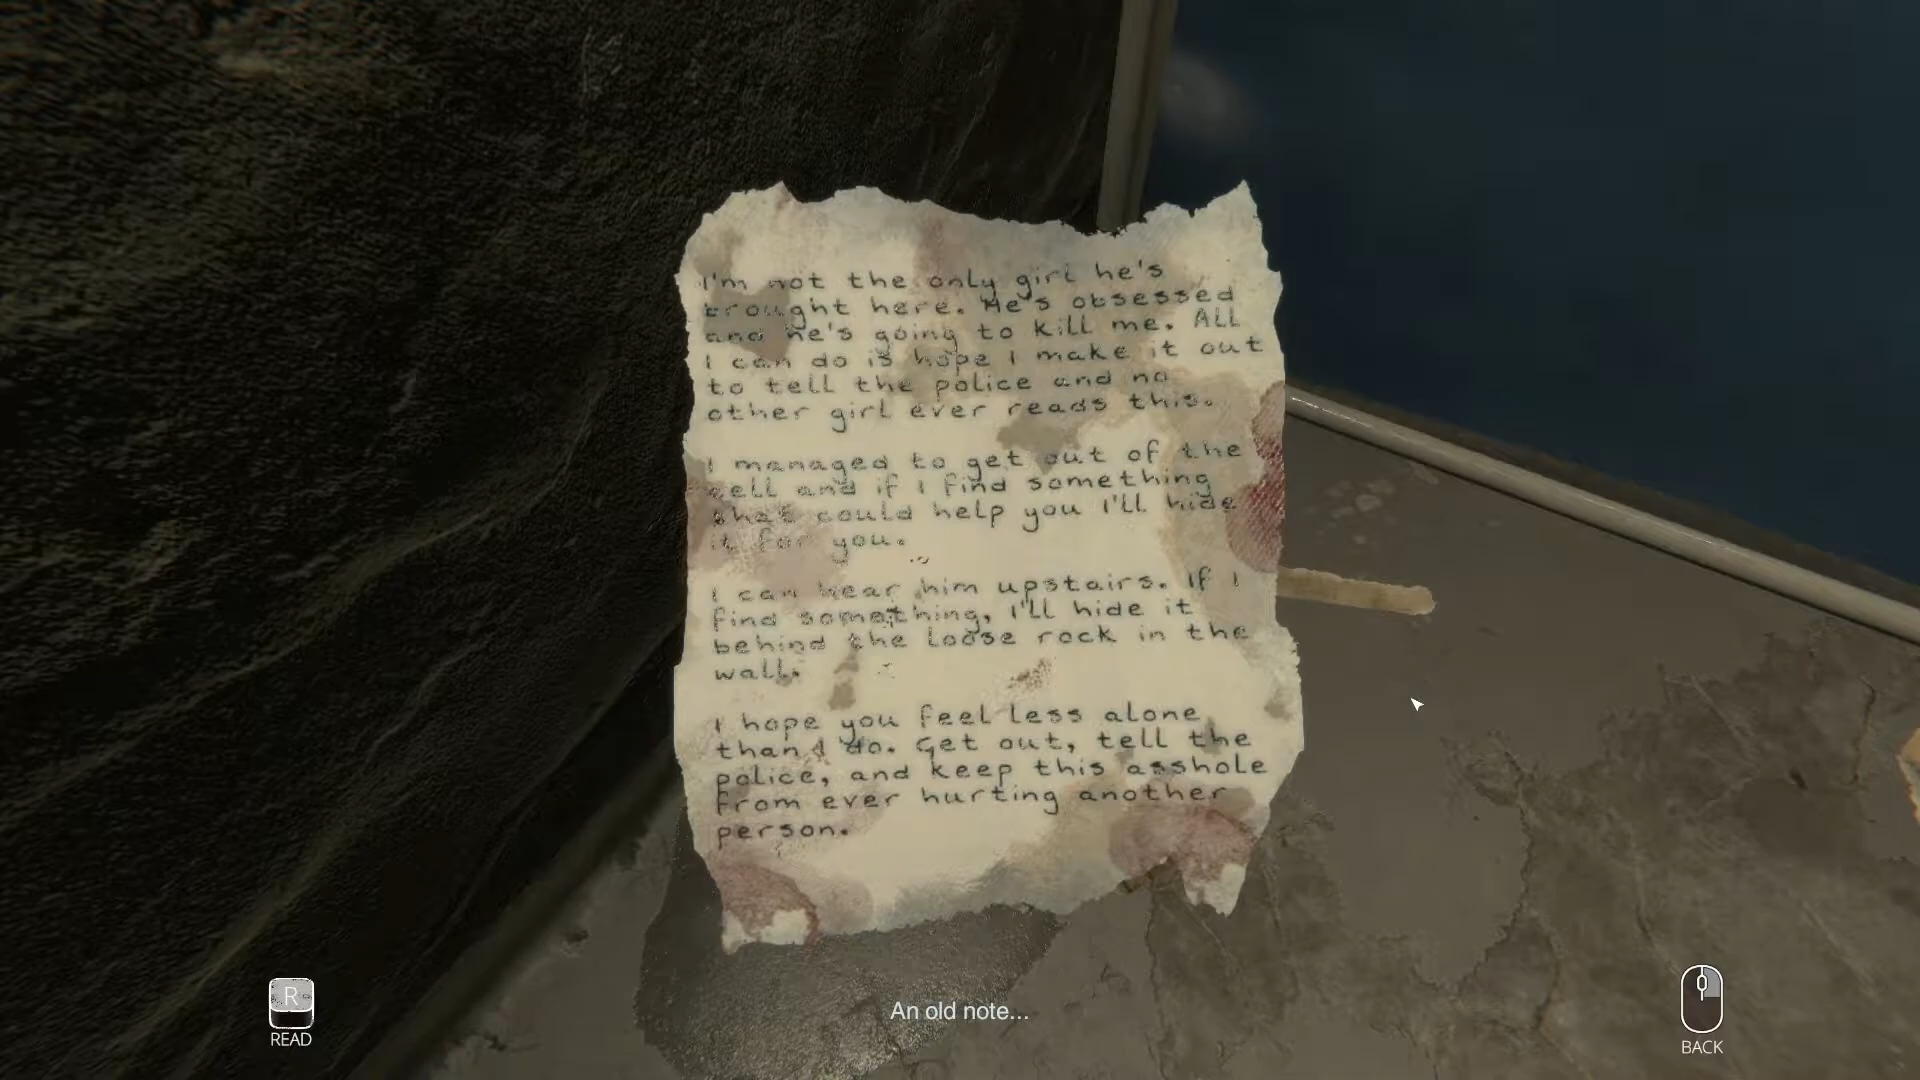 I'm not the only girl he's
brought here. He's obsessed
and he's going to kill me. All
I can do is hope I make it out
to tell the police and no
other girl ever reads this.
I managed to get out of the
cell and if I find something
that could help you I'll hide
it for you.
I can hear him upstairs. If I
find something, I'll hide it
behind the loose rock in the
wall.
I hope you feel less alone
than I do. Get out, tell the
police, and keep this asshole
from ever hurting another
person.
R
READ
An old note...
BACK